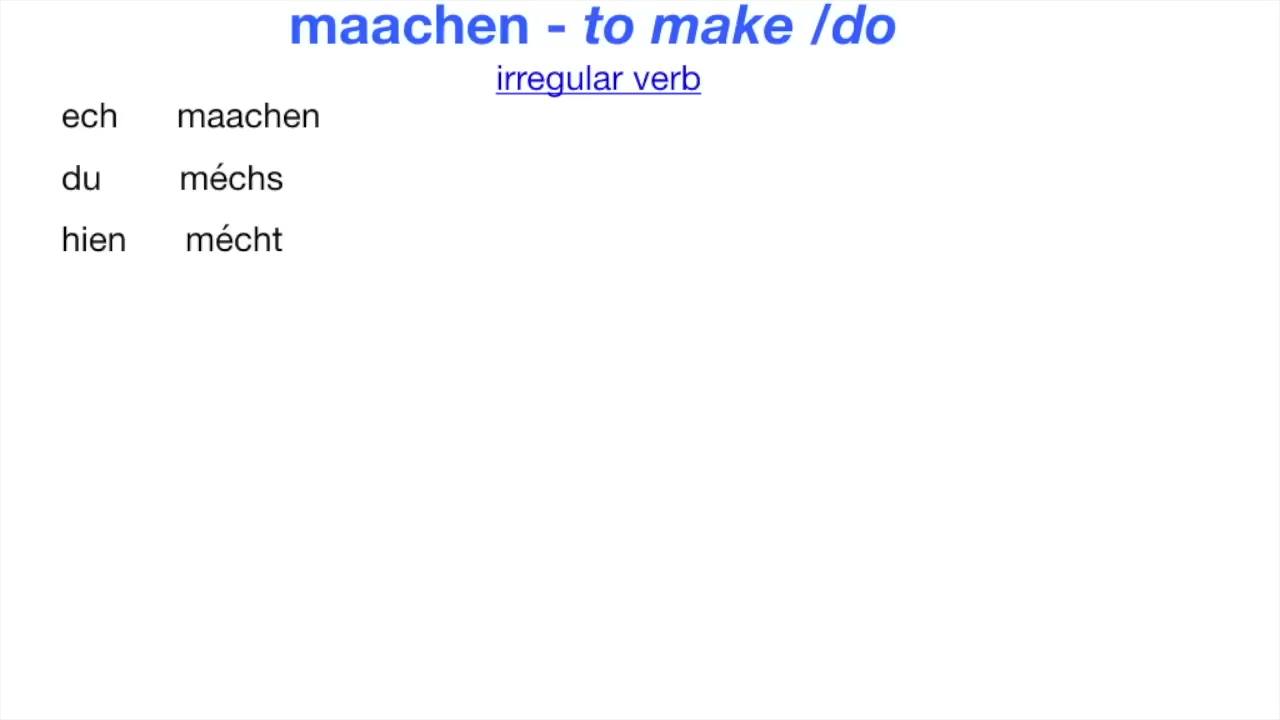 maachen - to make /do
irregular verb
ech maachen
du méchs
hien mécht